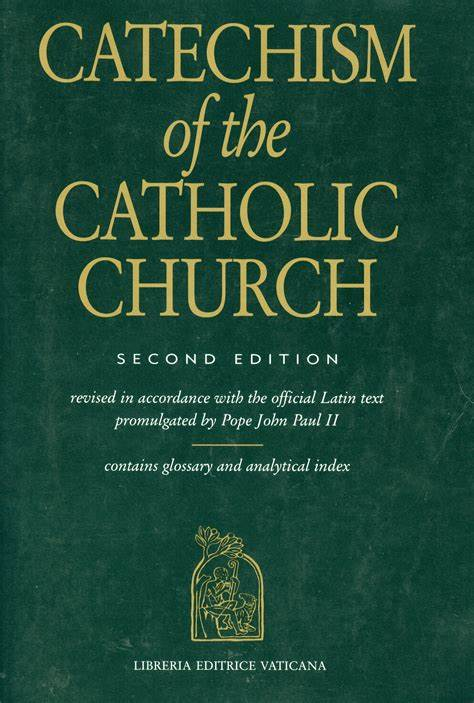 CATECHISM
of the
CATHOLIC
CHURCH
SECOND EDITION
revised in accordance with the official Latin text
promulgated by Pope John Paul II
contains glossary and analytical index
LIBRERIA EDITRICE VATICANA